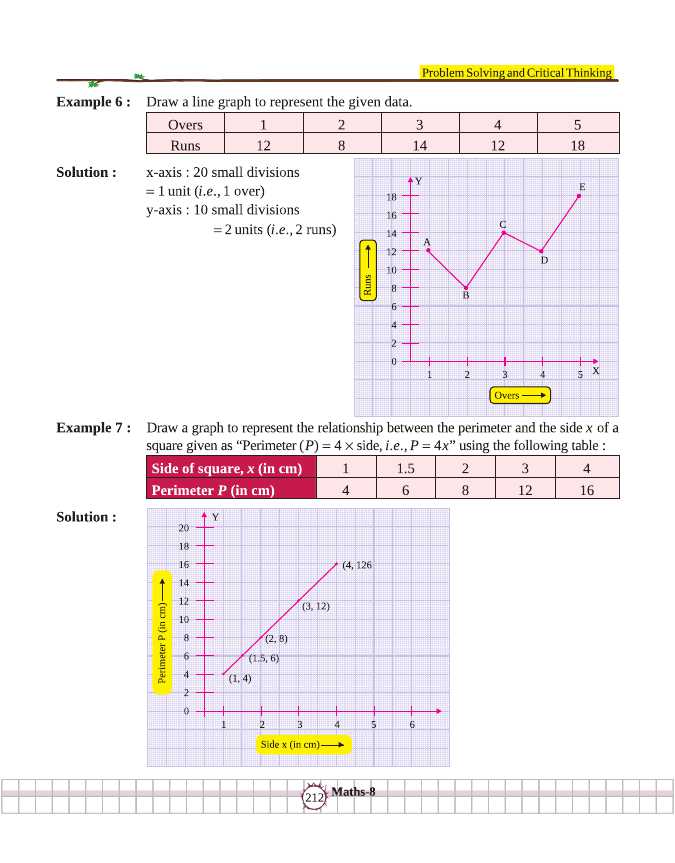 Problem Solving and Critical Thinking
Example 6 : Draw a line graph to represent the given data.
Overs 1 2 3 4 5
Runs 12 8 14 12 18
Solution : x-axis : 20 small divisions
= 1 unit (i.e., 1 over)
y-axis : 10 small divisions
= 2 units (i.e., 2 runs)
Y
18
16
14
12
10
8
6
4
2
0
A
B
C
D
E
1 2 3 4 5 X
Runs
Overs
Example 7 : Draw a graph to represent the relationship between the perimeter and the side x of a
square given as “Perimeter (P) = 4 × side, i.e., P = 4x” using the following table :
Side of square, x (in cm) 1 1.5 2 3 4
Perimeter P (in cm) 4 6 8 12 16
Solution :
Y
20
18
16
14
12
10
8
6
4
2
0
(4, 126
(3, 12)
(2, 8)
(1.5, 6)
(1, 4)
1 2 3 4 5 6
Perimeter P (in cm)
Side x (in cm)
212 Maths-8